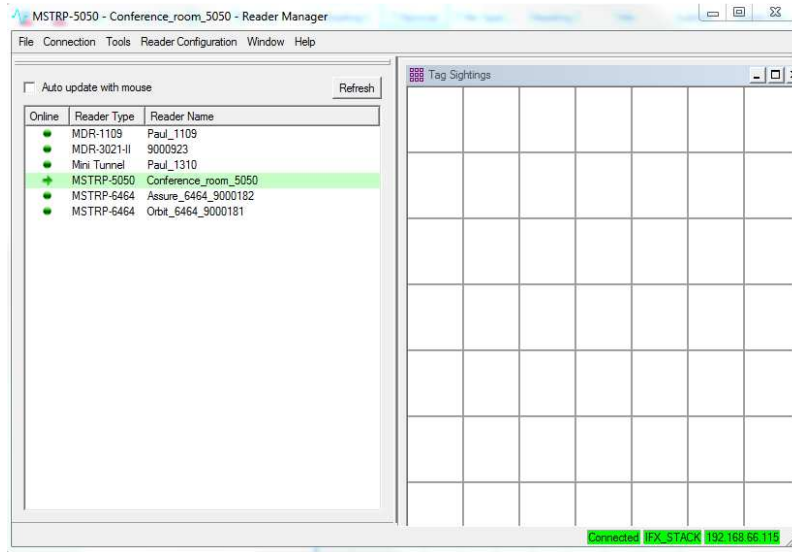 MSTRP-5050 - Conference_room_5050 - Reader Manager
File Connection Tools Reader Configuration Window Help
Auto update with mouse
Refresh
Tag Sightings
Online Reader Type Reader Name
MDR-1109 Paul_1109
MDR-3021-II 9000923
Mini Tunnel Paul_1310
MSTRP-5050 Conference_room_5050
MSTRP-6464 Assure_6464_9000182
MSTRP-6464 Orbit_6464_9000181
Connected IFX_STACK 192.168.66.115